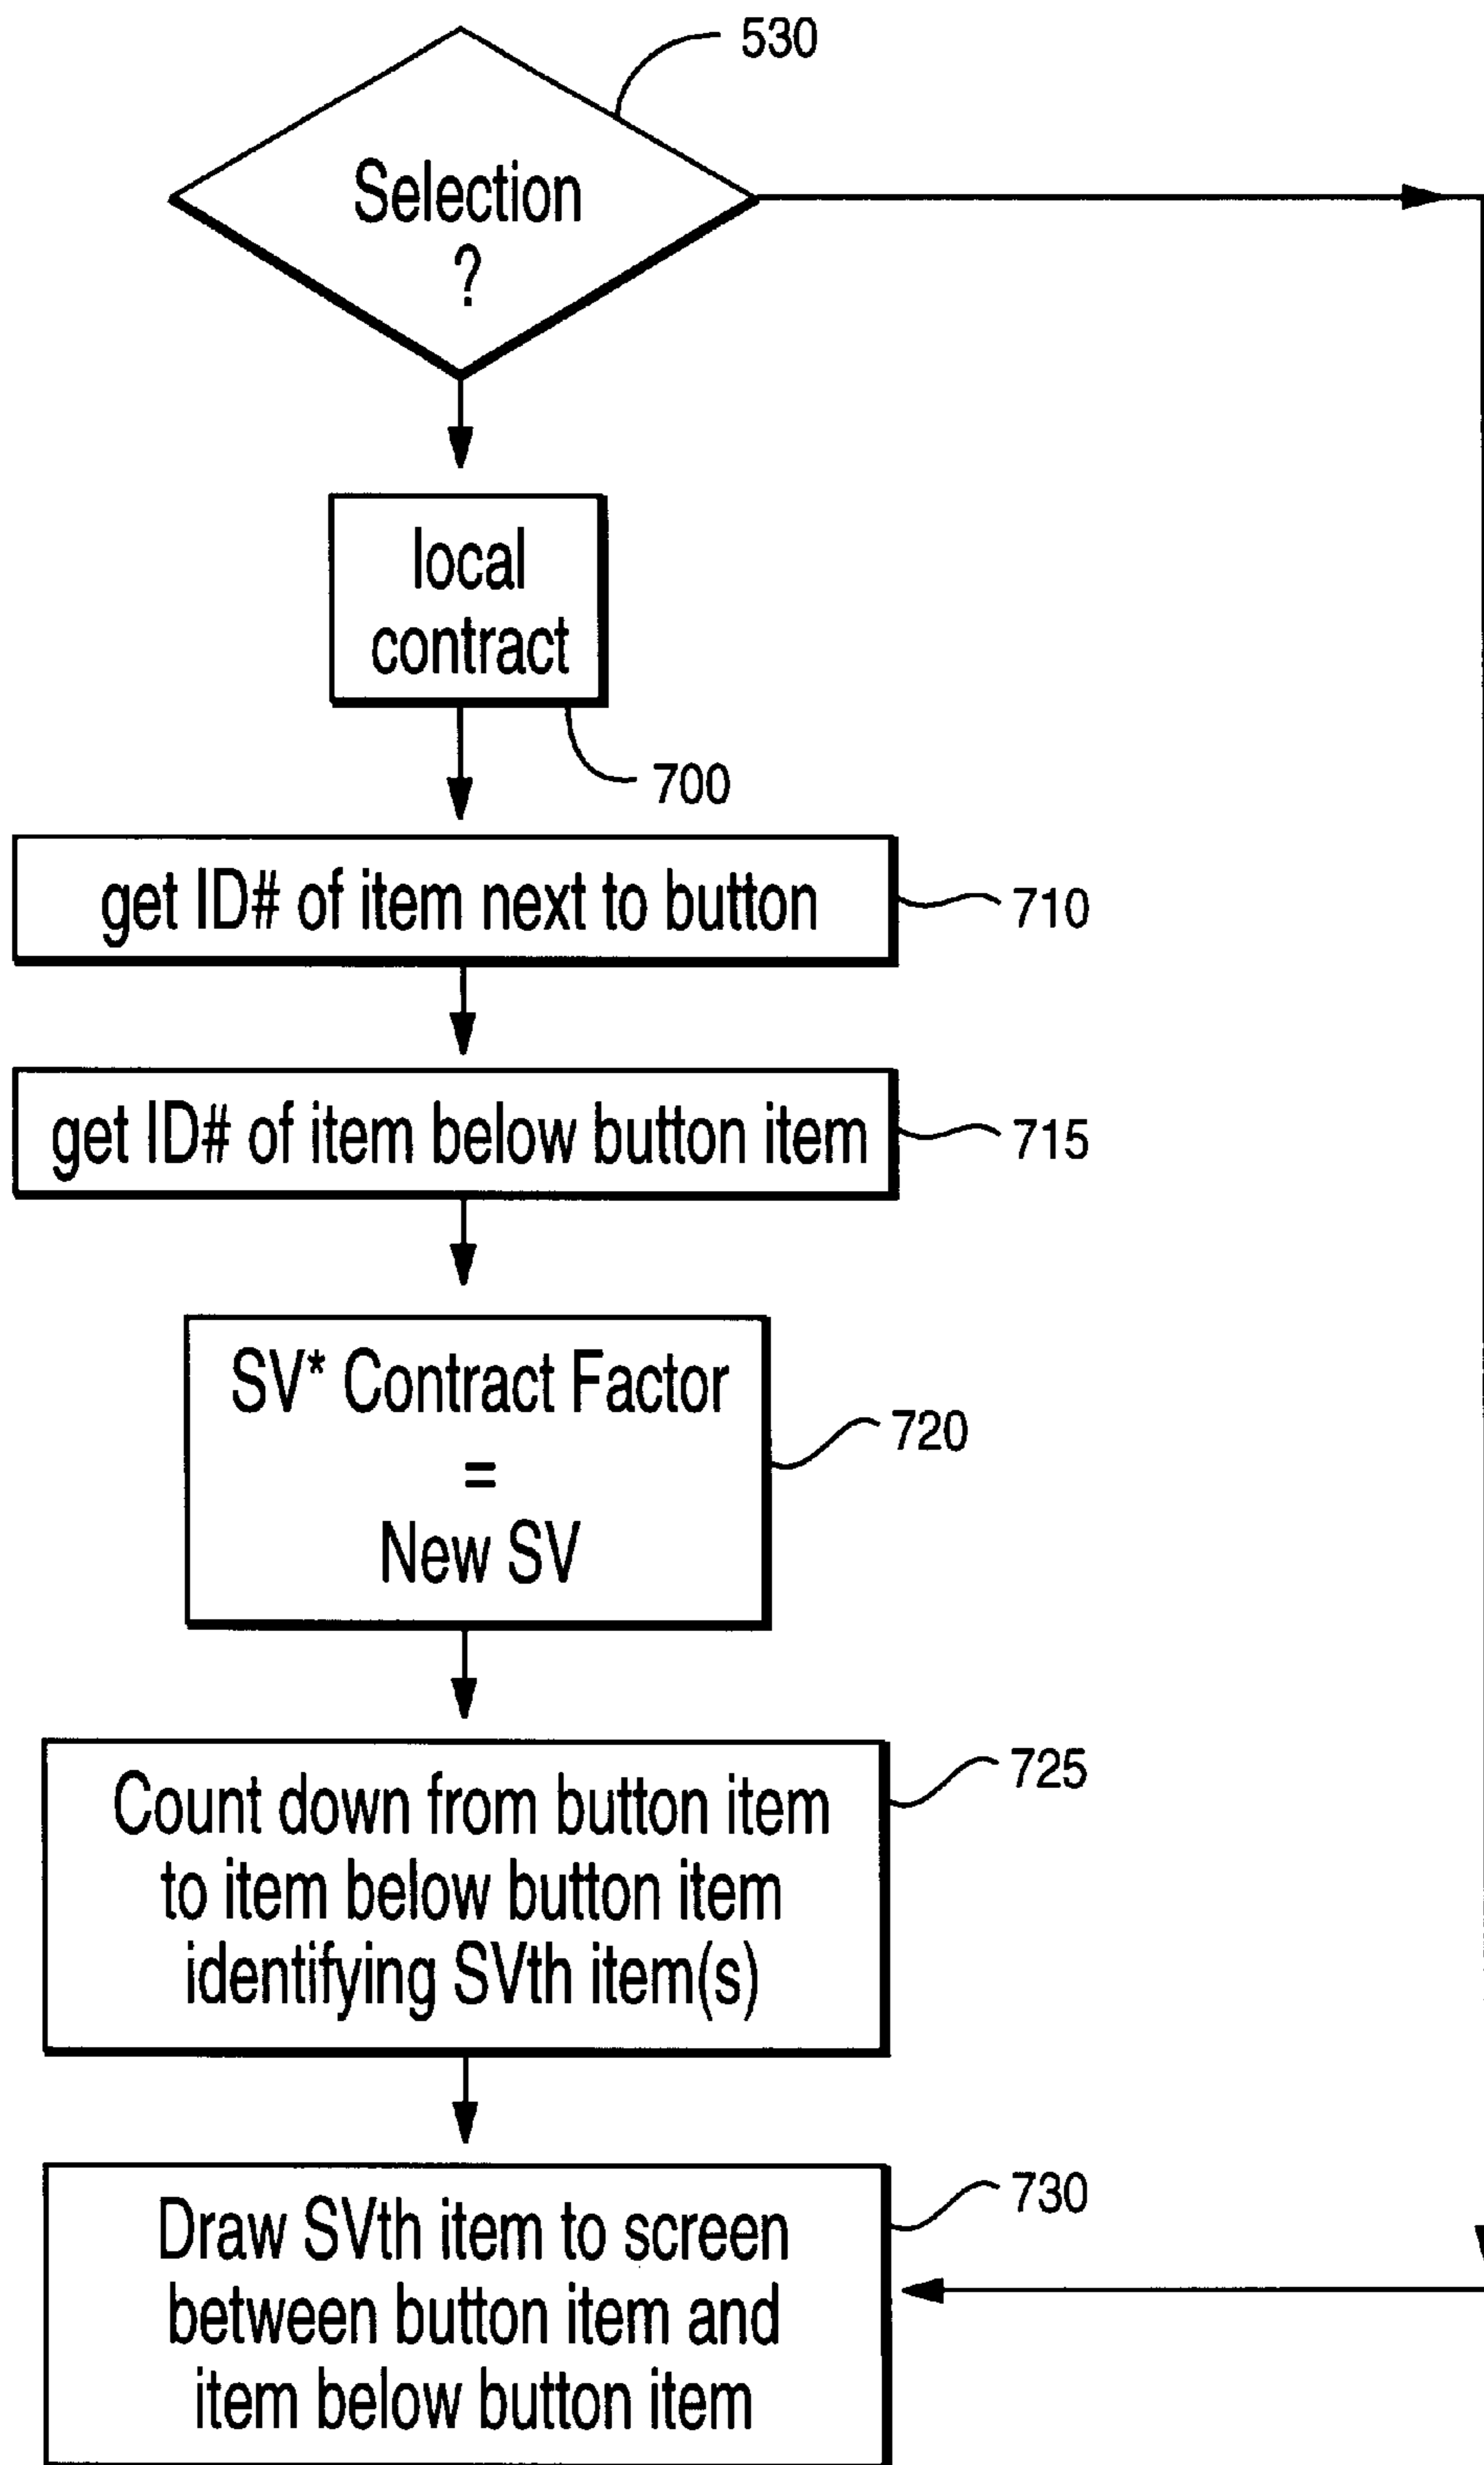 530
Selection
?
local
contract
700
get ID# of item next to button
710
get ID# of item below button item
715
SV* Contract Factor
=
New SV
720
Count down from button item
to item below button item
identifying SVth item(s)
725
Draw SVth item to screen
between button item and
item below button item
730